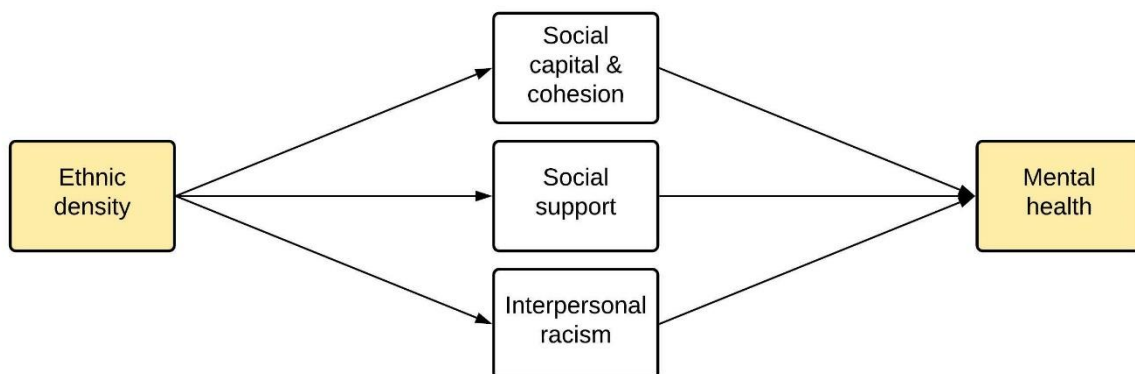 Social
capital &
cohesion
Ethnic
density
Social
support
Mental
health
Interpersonal
racism